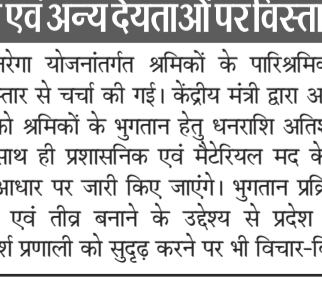 एवं अन्य देयताओं पर विस्ता
नरेगा योजनांतर्गत श्रमिकों के पारिश्रमिक
स्तार से चर्चा की गई। केंद्रीय मंत्री द्वारा अ
को श्रमिकों के भुगतान हेतु धनराशि अतिश
साथ ही प्रशासनिक एवं मैटेरियल मद के
आधार पर जारी किए जाएंगे। भुगतान प्रक्रि
एवं तीव्र बनाने के उद्देश्य से प्रदेश
र्श प्रणाली को सुदृढ़ करने पर भी विचार-वि